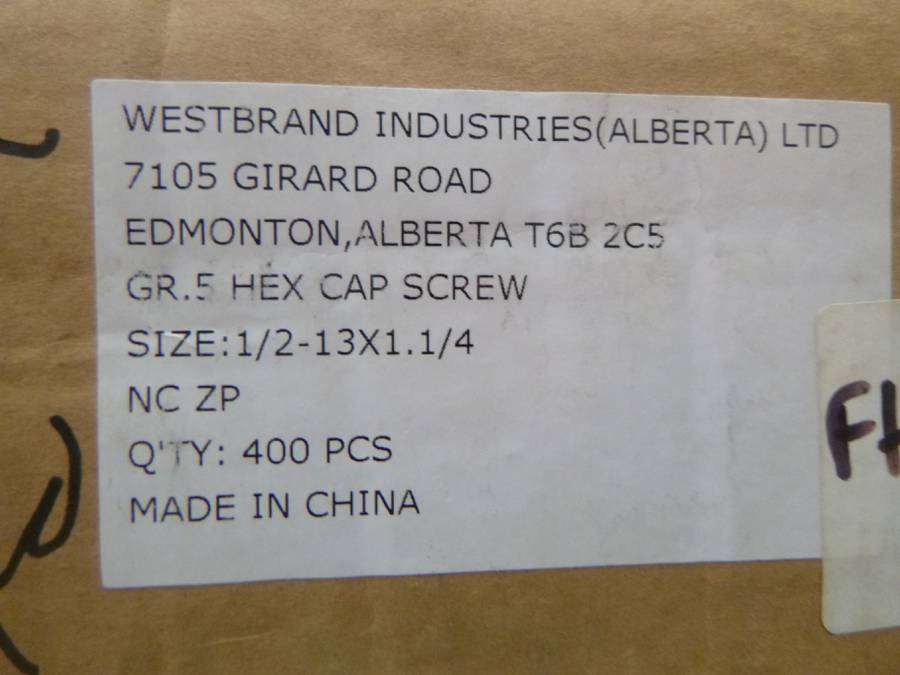 WESTBRAND INDUSTRIES(ALBERTA) LTD
7105 GIRARD ROAD
EDMONTON,ALBERTA T6B 2C5
GR.5 HEX CAP SCREW
SIZE:1/2-13X1.1/4
NC ZP
Q'TY: 400 PCS
MADE IN CHINA